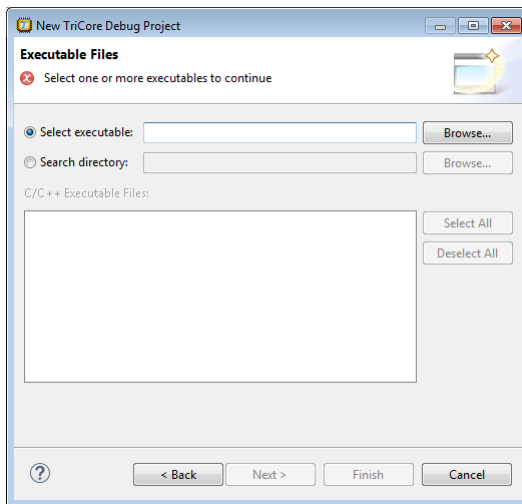 New TriCore Debug Project
Executable Files
Select one or more executables to continue
Select executable:
Browse...
Search directory:
Browse...
C/C++ Executable Files:
Select All
Deselect All
?
< Back
Next >
Finish
Cancel